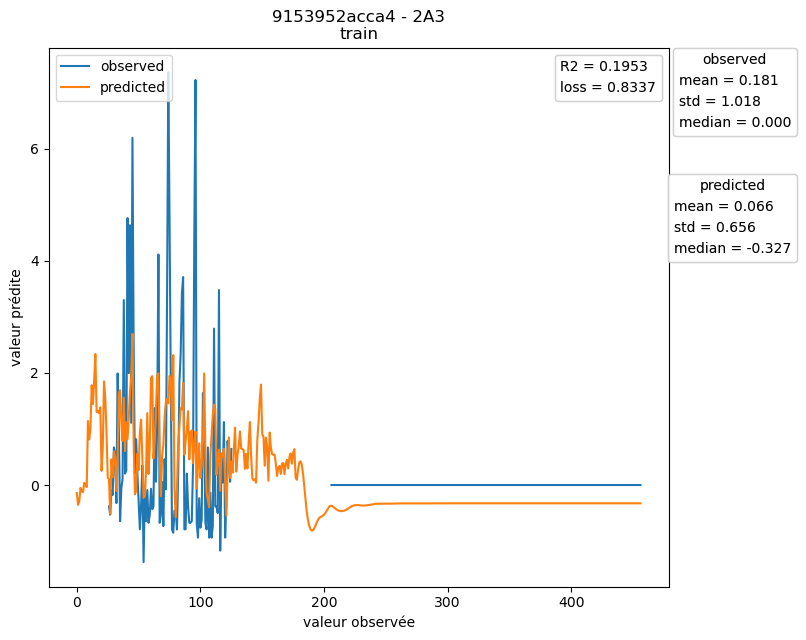 9153952acca4 - 2A3
train
observed
predicted
R2 = 0.1953
loss = 0.8337
observed
mean = 0.181
std = 1.018
median = 0.000
predicted
mean = 0.066
std = 0.656
median = -0.327
valeur prédite
6
4
2
0
0
100
200
300
400
valeur observée